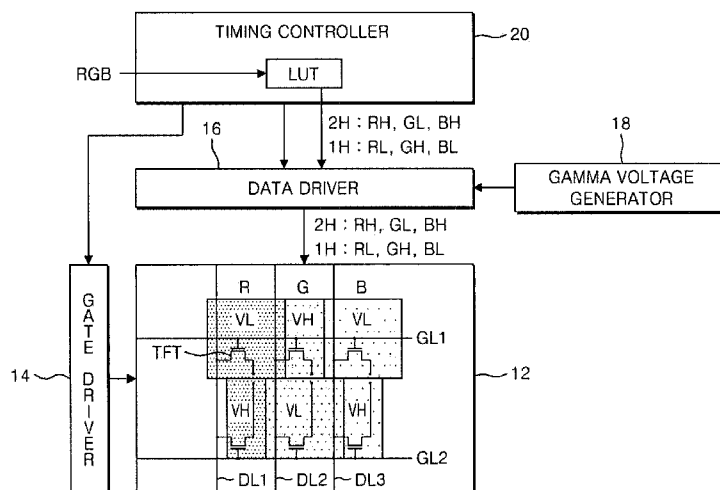 TIMING CONTROLLER
20
RGB
LUT
2H : RH, GL, BH
1H : RL, GH, BL
16
18
DATA DRIVER
GAMMA VOLTAGE
GENERATOR
2H : RH, GL, BH
1H : RL, GH, BL
GATE DRIVER
14
R G B
VL VH VL
GL1
TFT
12
VH VL VH
GL2
DL1 DL2 DL3